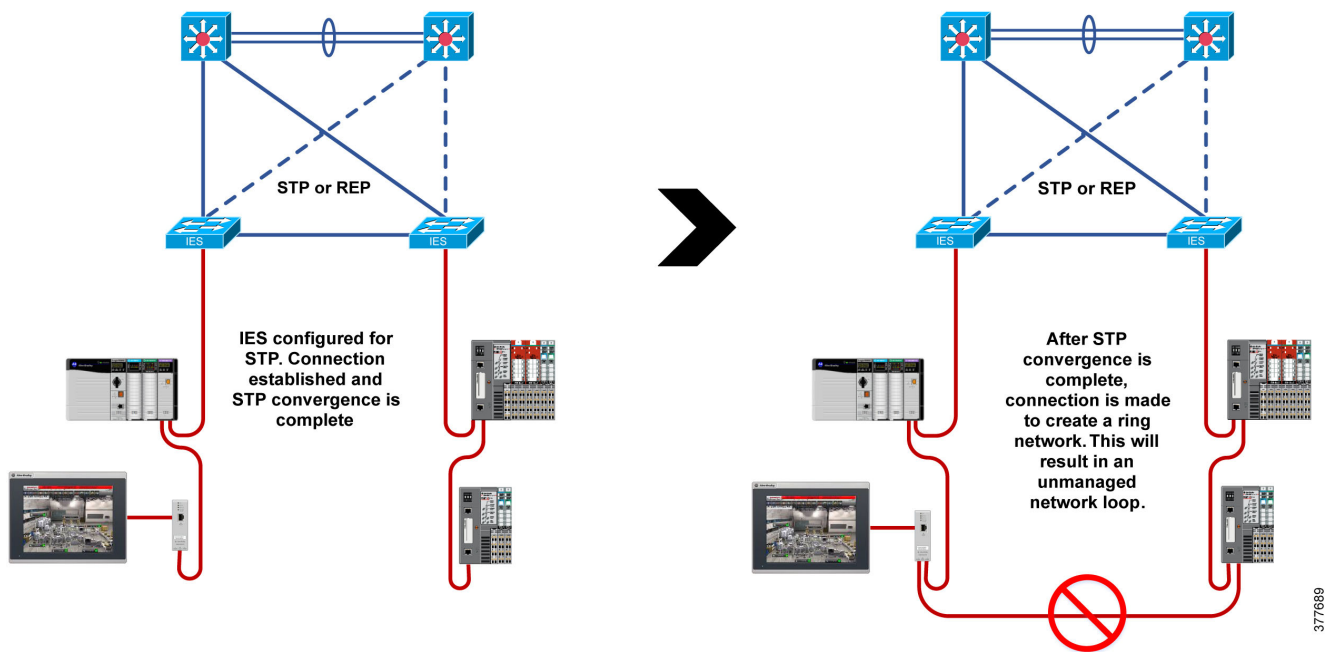 STP or REP
IES
IES
IES configured for
STP. Connection
established and
STP convergence is
complete
STP or REP
IES
IES
After STP
convergence is
complete,
connection is made
to create a ring
network. This will
result in an
unmanaged
network loop.
377689